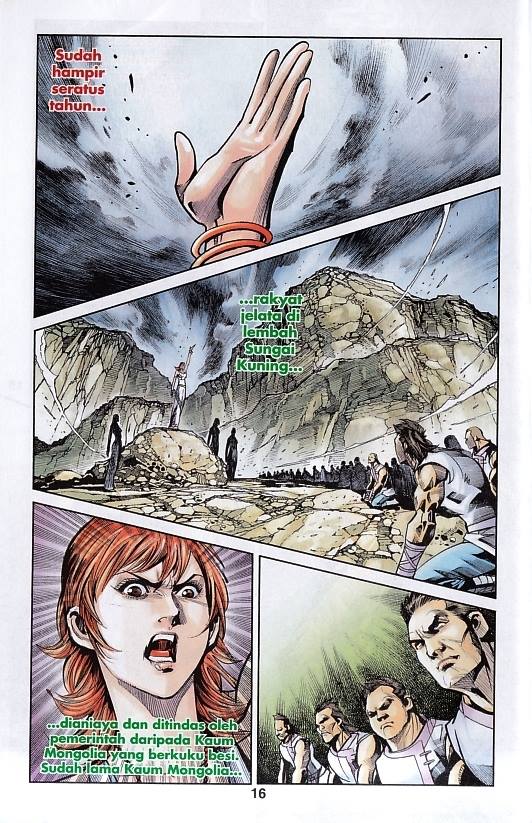 Sudah
hampir
seratus
tahun...
...rakyat
jelata di
lembah
Sungai
Kuning...
...dianiaya dan ditindas oleh
pemerintah daripada Kaum
Mongolia yang berkuku besi.
Sudah lama Kaum Mongolia...
16